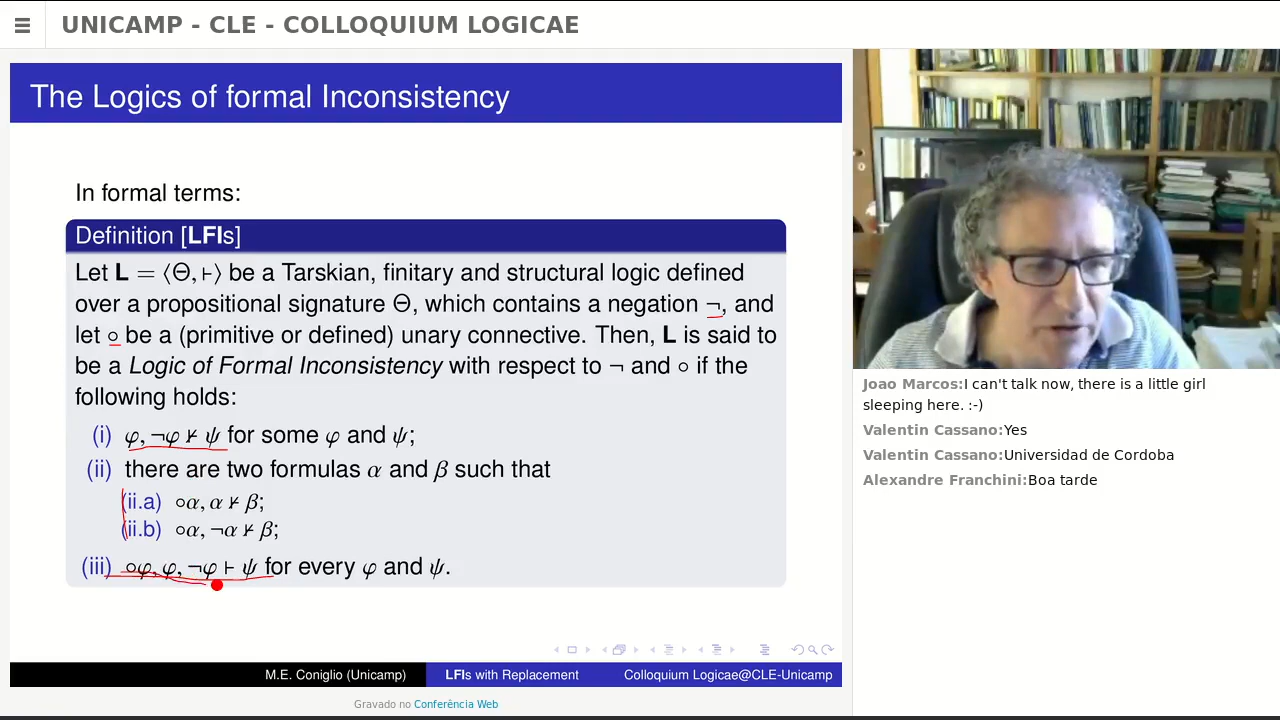 UNICAMP - CLE - COLLOQUIUM LOGICAE
The Logics of formal Inconsistency
In formal terms:
Definition [LFIs]
Let L = ⟨Θ, ⊢⟩ be a Tarskian, finitary and structural logic defined
over a propositional signature Θ, which contains a negation ¬, and
let ∘ be a (primitive or defined) unary connective. Then, L is said to
be a Logic of Formal Inconsistency with respect to ¬ and ∘ if the
following holds:
(i) φ, ¬φ ⊬ ψ for some φ and ψ;
(ii) there are two formulas α and β such that
(ii.a) ∘α, α ⊬ β;
(ii.b) ∘α, ¬α ⊬ β;
(iii) ∘φ, φ, ¬φ ⊢ ψ for every φ and ψ.
M.E. Coniglio (Unicamp) LFIs with Replacement Colloquium Logicae@CLE-Unicamp
Gravado no Conferência Web
Joao Marcos:I can't talk now, there is a little girl
sleeping here. :-)
Valentin Cassano:Yes
Valentin Cassano:Universidad de Cordoba
Alexandre Franchini:Boa tarde